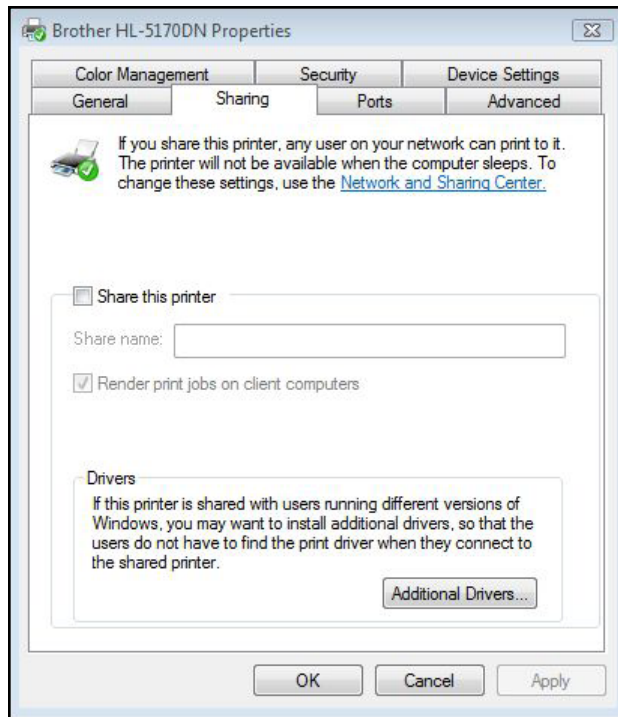 Brother HL-5170DN Properties
Color Management Security Device Settings
General Sharing Ports Advanced
If you share this printer, any user on your network can print to it.
The printer will not be available when the computer sleeps. To
change these settings, use the Network and Sharing Center.
Share this printer
Share name:
Render print jobs on client computers
Drivers
If this printer is shared with users running different versions of
Windows, you may want to install additional drivers, so that the
users do not have to find the print driver when they connect to
the shared printer.
Additional Drivers...
OK Cancel Apply